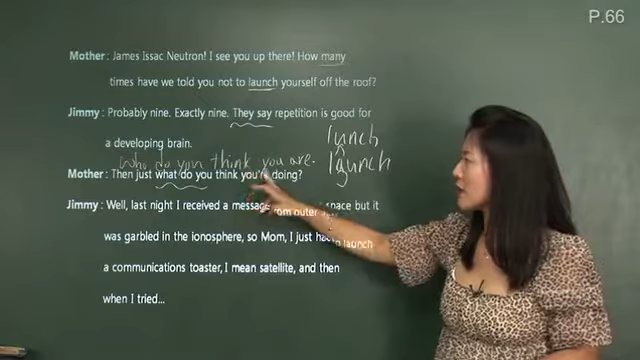 P.66
Mother : James Issac Neutron! I see you up there! How many
times have we told you not to launch yourself off the roof?
Jimmy : Probably nine. Exactly nine. They say repetition is good for
a developing brain.
lunch
who do you think you are.
launch
Mother : Then just what do you think you're doing?
Jimmy : Well, last night I received a message from outer space but it
was garbled in the ionosphere, so Mom, I just had to launch
a communications toaster, I mean satellite, and then
when I tried...